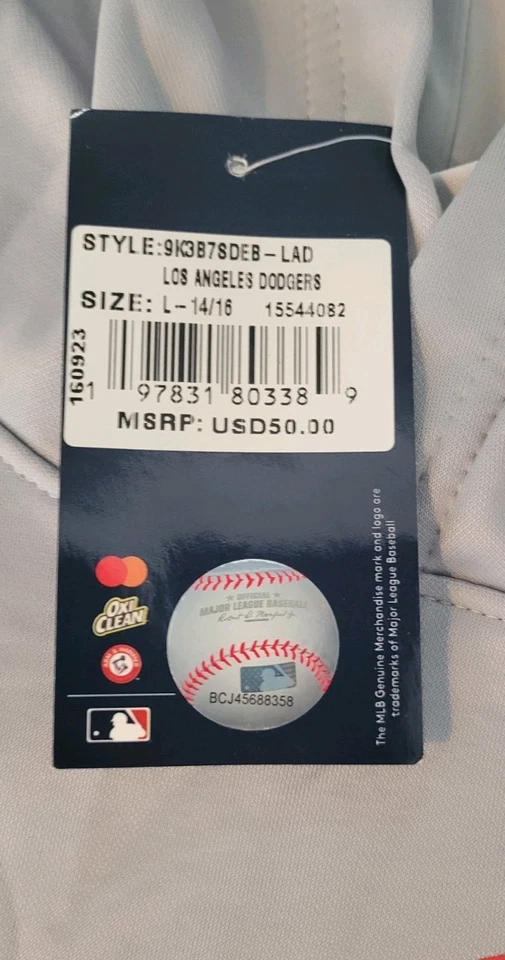 STYLE:9K3B7SDEB-LAD
LOS ANGELES DODGERS
SIZE: L-14/16 15544082
160923
1 97831 80338 9
MSRP: USD50.00
OXI
CLEAN
ARM & HAMMER
OFFICIAL
MAJOR LEAGUE BASEBALL
BCJ45688358
The MLB Genuine Merchandise mark and logo are
trademarks of Major League Baseball